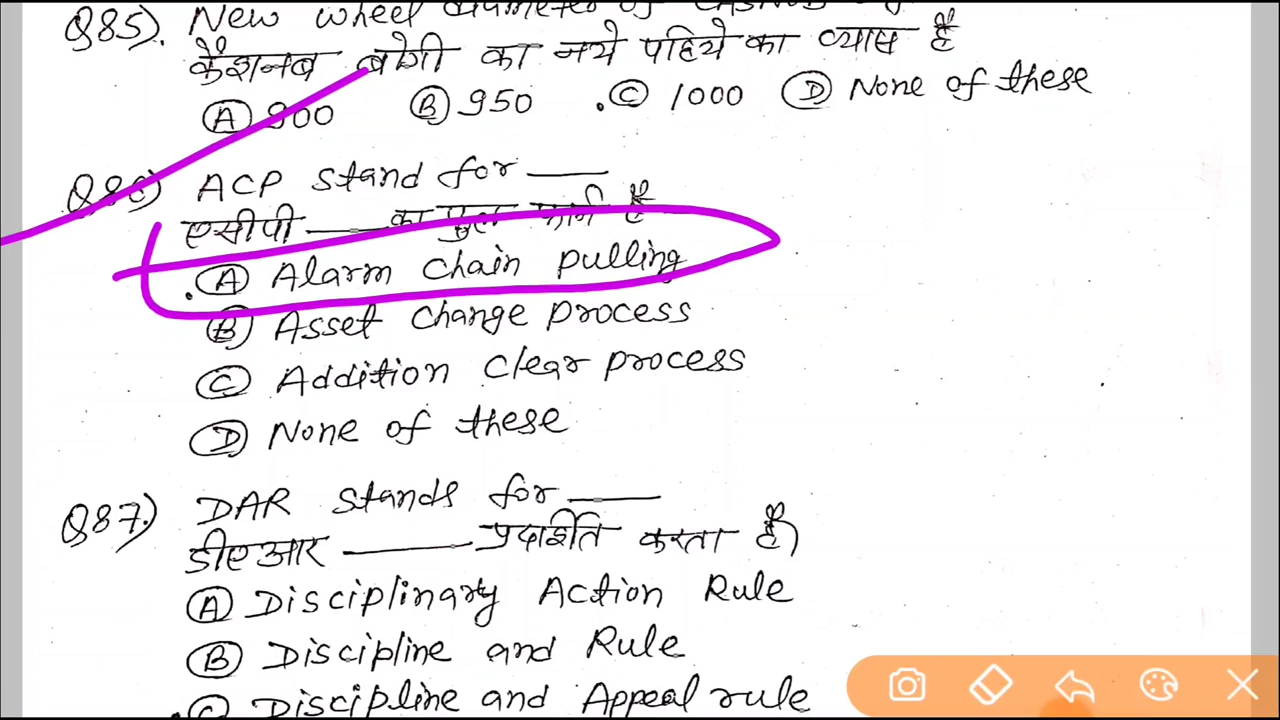 Q85). New wheel diameter of
कैशनब बोगी का नये पहिये का व्यास है
(A) 900 (B) 950 (C) 1000 (D) None of these
Q86) ACP stand for ____
एसीपी ____ का फुल फार्म है
(A) Alarm chain pulling
(B) Asset change process
(C) Addition clear process
(D) None of these
Q87.) DAR stands for ____
डीएआर ____ प्रदर्शित करता है)
(A) Disciplinary Action Rule
(B) Discipline and Rule
(C) Discipline and Appeal rule